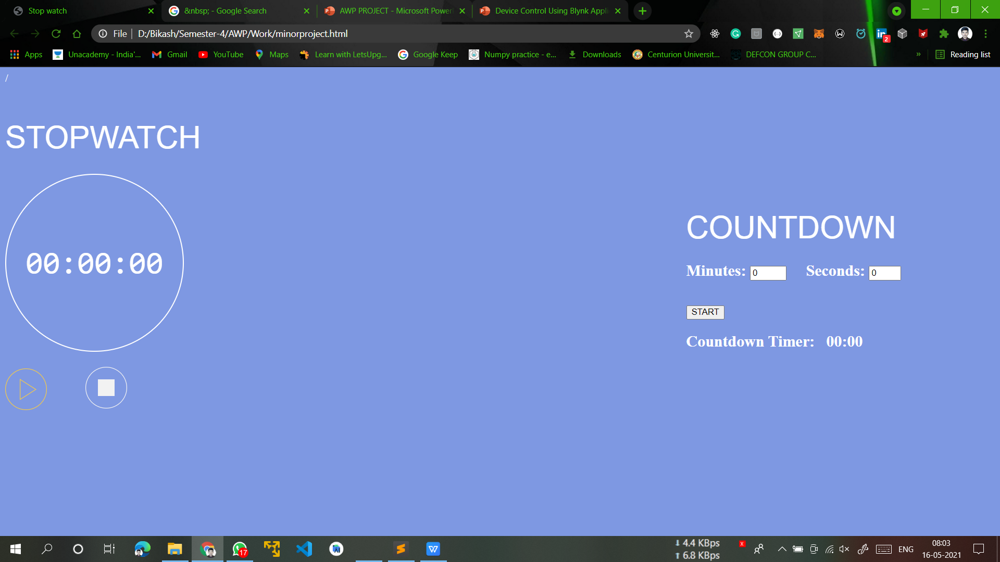 Stop watch
&nbsp; - Google Search
AWP PROJECT - Microsoft Power
Device Control Using Blynk Appli
File
D:/Bikash/Semester-4/AWP/Work/minorproject.html
2
Apps
Unacademy - India'...
Gmail
YouTube
Maps
Learn with LetsUpg...
Google Keep
Numpy practice - e...
Downloads
Centurion Universit...
DEFCON GROUP C...
»
Reading list
/
STOPWATCH
00:00:00
COUNTDOWN
Minutes: 0 Seconds: 0
START
Countdown Timer: 00:00
17
4.4 KBps
6.8 KBps
ENG
08:03
16-05-2021